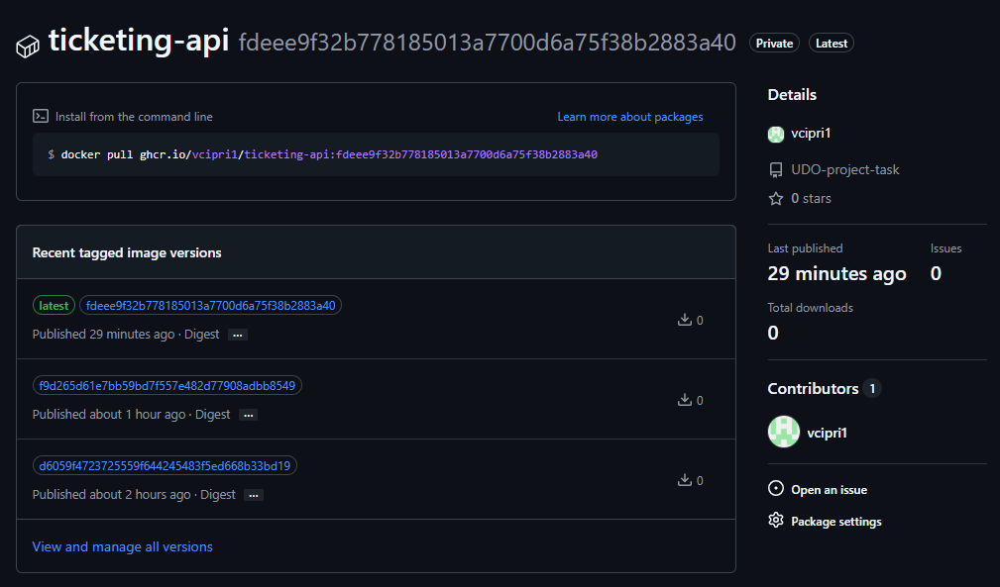 ticketing-api fdeee9f32b778185013a7700d6a75f38b2883a40 Private Latest
Install from the command line Learn more about packages
$ docker pull ghcr.io/vcipri1/ticketing-api:fdeee9f32b778185013a7700d6a75f38b2883a40
Recent tagged image versions
latest fdeee9f32b778185013a7700d6a75f38b2883a40
Published 29 minutes ago · Digest ...
0
f9d265d61e7bb59bd7f557e482d77908adbb8549
Published about 1 hour ago · Digest ...
0
d6059f4723725559f644245483f5ed668b33bd19
Published about 2 hours ago · Digest ...
0
View and manage all versions
Details
vcipri1
UDO-project-task
0 stars
Last published Issues
29 minutes ago 0
Total downloads
0
Contributors 1
vcipri1
Open an issue
Package settings